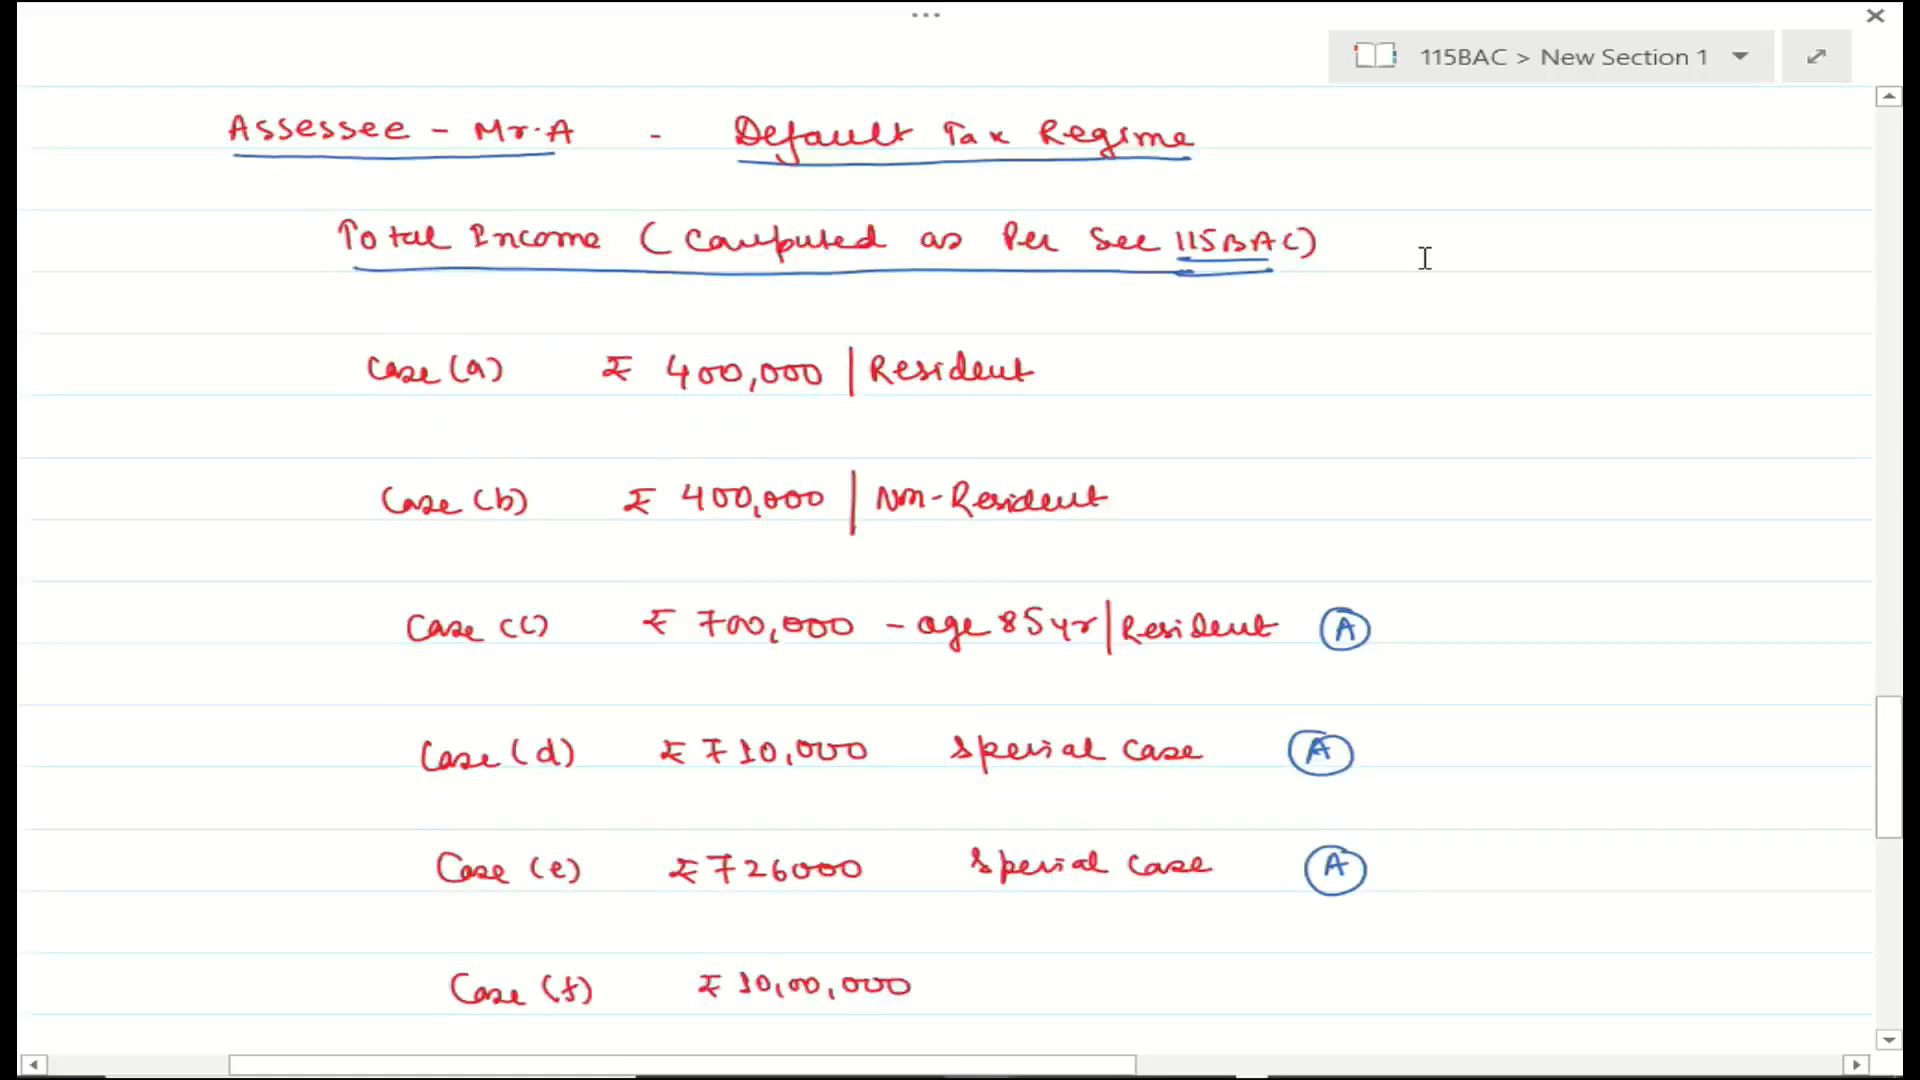 115BAC > New Section 1
Assessee - Mr. A - Default Tax Regime
Total Income (Computed as Per Sec 115BAC)
Case (a) ₹ 400,000 | Resident
Case (b) ₹ 400,000 | Non-Resident
Case (c) ₹ 700,000 - age 85 yr | Resident A
Case (d) ₹ 710,000 Special Case A
Case (e) ₹ 726000 Special Case A
Case (f) ₹ 10,00,000